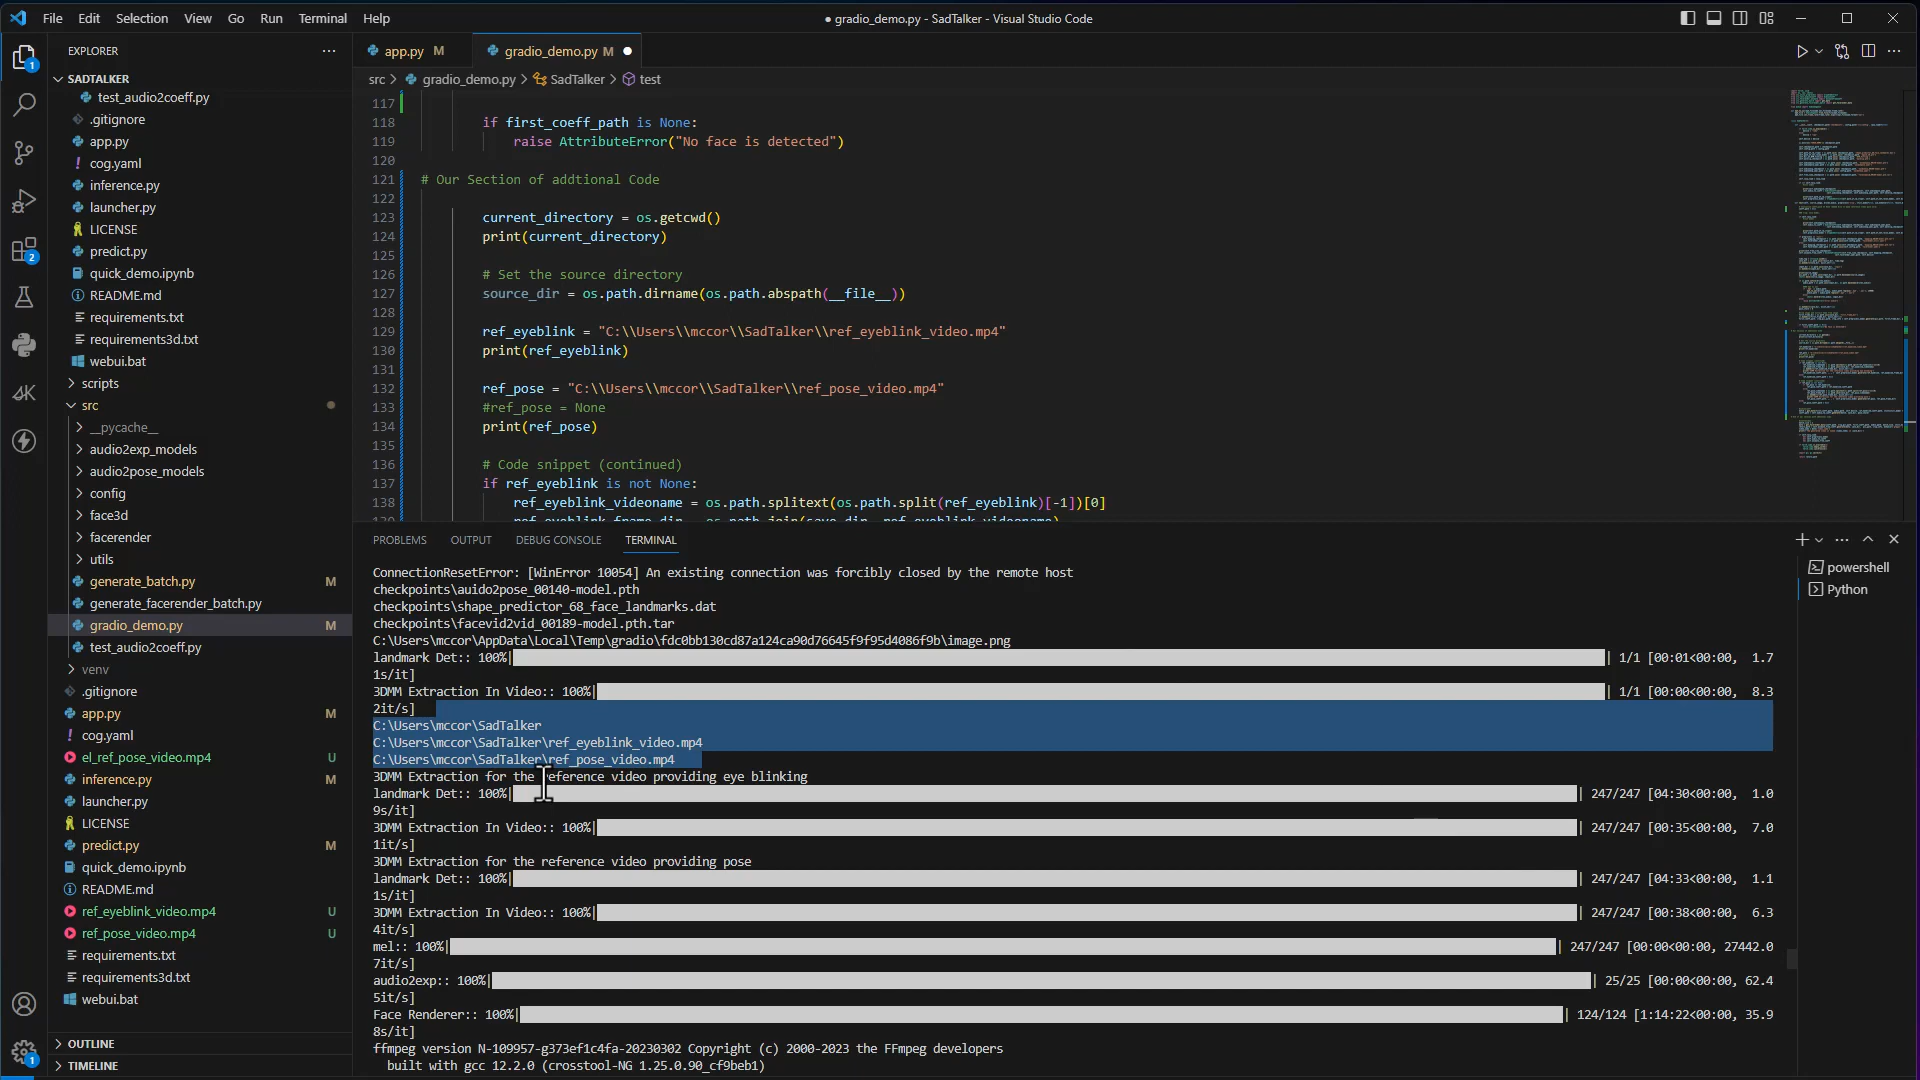 File Edit Selection View Go Run Terminal Help
● gradio_demo.py - SadTalker - Visual Studio Code
EXPLORER
SADTALKER
test_audio2coeff.py
.gitignore
app.py
cog.yaml
inference.py
launcher.py
LICENSE
predict.py
quick_demo.ipynb
README.md
requirements.txt
requirements3d.txt
webui.bat
scripts
src
__pycache__
audio2exp_models
audio2pose_models
config
face3d
facerender
utils
generate_batch.py M
generate_facerender_batch.py
gradio_demo.py M
test_audio2coeff.py
venv
.gitignore
app.py M
cog.yaml
el_ref_pose_video.mp4 U
inference.py M
launcher.py
LICENSE
predict.py M
quick_demo.ipynb
README.md
ref_eyeblink_video.mp4 U
ref_pose_video.mp4 U
requirements.txt
requirements3d.txt
webui.bat
OUTLINE
TIMELINE
1
2
1
app.py M
gradio_demo.py M ●
src > gradio_demo.py > SadTalker > test
117
118 if first_coeff_path is None:
119 raise AttributeError("No face is detected")
120
121 # Our Section of addtional Code
122
123 current_directory = os.getcwd()
124 print(current_directory)
125
126 # Set the source directory
127 source_dir = os.path.dirname(os.path.abspath(__file__))
128
129 ref_eyeblink = "C:\\Users\\mccor\\SadTalker\\ref_eyeblink_video.mp4"
130 print(ref_eyeblink)
131
132 ref_pose = "C:\\Users\\mccor\\SadTalker\\ref_pose_video.mp4"
133 #ref_pose = None
134 print(ref_pose)
135
136 # Code snippet (continued)
137 if ref_eyeblink is not None:
138 ref_eyeblink_videoname = os.path.splitext(os.path.split(ref_eyeblink)[-1])[0]
139 ref_eyeblink_frame_dir = os.path.join(save_dir, ref_eyeblink_videoname)
PROBLEMS OUTPUT DEBUG CONSOLE TERMINAL
powershell
Python
ConnectionResetError: [WinError 10054] An existing connection was forcibly closed by the remote host
checkpoints\auido2pose_00140-model.pth
checkpoints\shape_predictor_68_face_landmarks.dat
checkpoints\facevid2vid_00189-model.pth.tar
C:\Users\mccor\AppData\Local\Temp\gradio\fdc0bb130cd87a124ca90d76645f9f95d4086f9b\image.png
landmark Det:: 100%| | 1/1 [00:01<00:00, 1.7
1s/it]
3DMM Extraction In Video:: 100%| | 1/1 [00:00<00:00, 8.3
2it/s]
C:\Users\mccor\SadTalker
C:\Users\mccor\SadTalker\ref_eyeblink_video.mp4
C:\Users\mccor\SadTalker\ref_pose_video.mp4
3DMM Extraction for the reference video providing eye blinking
landmark Det:: 100%| | 247/247 [04:30<00:00, 1.0
9s/it]
3DMM Extraction In Video:: 100%| | 247/247 [00:35<00:00, 7.0
1it/s]
3DMM Extraction for the reference video providing pose
landmark Det:: 100%| | 247/247 [04:33<00:00, 1.1
1s/it]
3DMM Extraction In Video:: 100%| | 247/247 [00:38<00:00, 6.3
4it/s]
mel:: 100%| | 247/247 [00:00<00:00, 27442.0
7it/s]
audio2exp:: 100%| | 25/25 [00:00<00:00, 62.4
5it/s]
Face Renderer:: 100%| | 124/124 [1:14:22<00:00, 35.9
8s/it]
ffmpeg version N-109957-g373ef1c4fa-20230302 Copyright (c) 2000-2023 the FFmpeg developers
built with gcc 12.2.0 (crosstool-NG 1.25.0.90_cf9beb1)